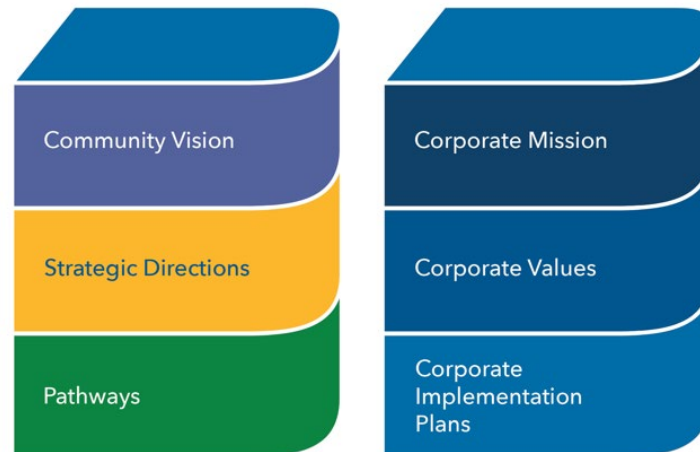 Community Vision
Strategic Directions
Pathways
Corporate Mission
Corporate Values
Corporate
Implementation
Plans